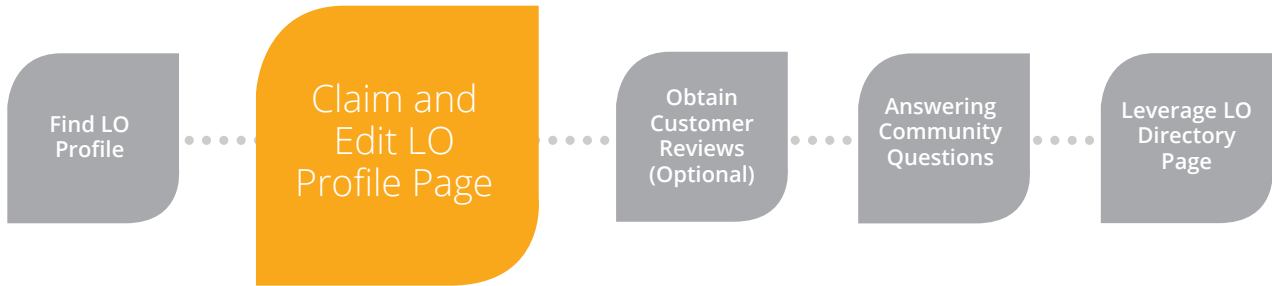 Find LO
Profile
Claim and
Edit LO
Profile Page
Obtain
Customer
Reviews
(Optional)
Answering
Community
Questions
Leverage LO
Directory
Page